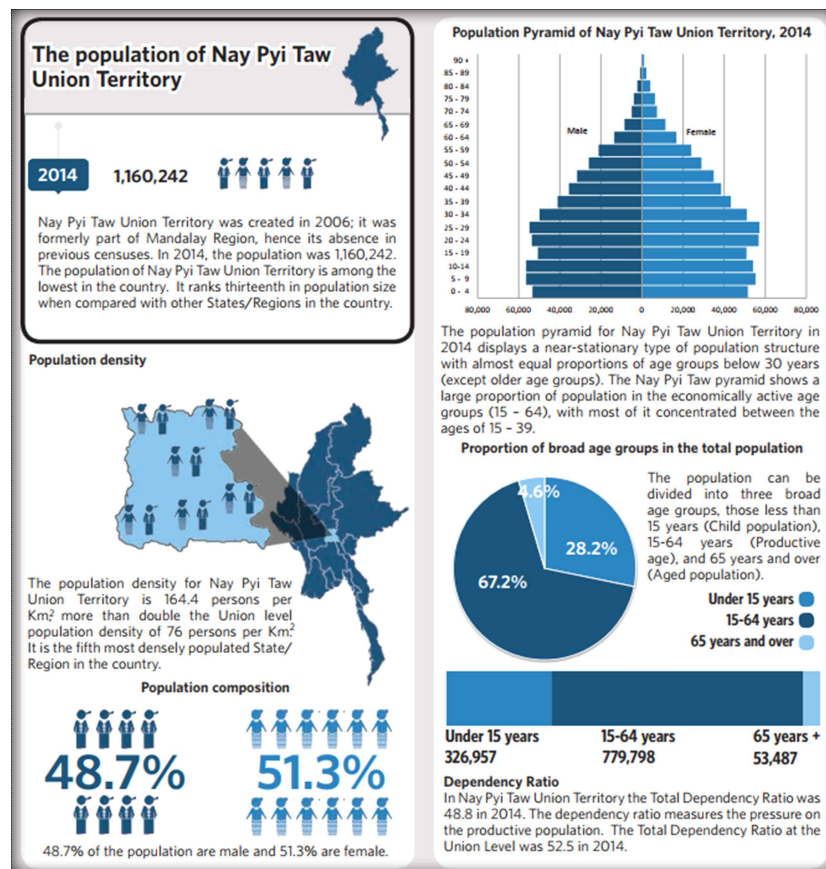 The population of Nay Pyi Taw
Union Territory
2014
1,160,242
Nay Pyi Taw Union Territory was created in 2006; it was
formerly part of Mandalay Region, hence its absence in
previous censuses. In 2014, the population was 1,160,242.
The population of Nay Pyi Taw Union Territory is among the
lowest in the country. It ranks thirteenth in population size
when compared with other States/Regions in the country.
Population density
The population density for Nay Pyi Taw
Union Territory is 164.4 persons per
Km², more than double the Union level
population density of 76 persons per Km².
It is the fifth most densely populated State/
Region in the country.
Population composition
48.7%
51.3%
48.7% of the population are male and 51.3% are female.
Population Pyramid of Nay Pyi Taw Union Territory, 2014
90 +
85 - 89
80 - 84
75 - 79
70 - 74
65 - 69
60 - 64
55 - 59
50 - 54
45 - 49
40 - 44
35 - 39
30 - 34
25 - 29
20 - 24
15 - 19
10-14
5 - 9
0 - 4
Male
Female
80,000 60,000 40,000 20,000 0 20,000 40,000 60,000 80,000
The population pyramid for Nay Pyi Taw Union Territory in
2014 displays a near-stationary type of population structure
with almost equal proportions of age groups below 30 years
(except older age groups). The Nay Pyi Taw pyramid shows a
large proportion of population in the economically active age
groups (15 – 64), with most of it concentrated between the
ages of 15 – 39.
Proportion of broad age groups in the total population
4.6%
28.2%
67.2%
The population can be
divided into three broad
age groups, those less than
15 years (Child population),
15-64 years (Productive
age), and 65 years and over
(Aged population).
Under 15 years
15-64 years
65 years and over
Under 15 years 15-64 years 65 years +
326,957 779,798 53,487
Dependency Ratio
In Nay Pyi Taw Union Territory the Total Dependency Ratio was
48.8 in 2014. The dependency ratio measures the pressure on
the productive population. The Total Dependency Ratio at the
Union Level was 52.5 in 2014.